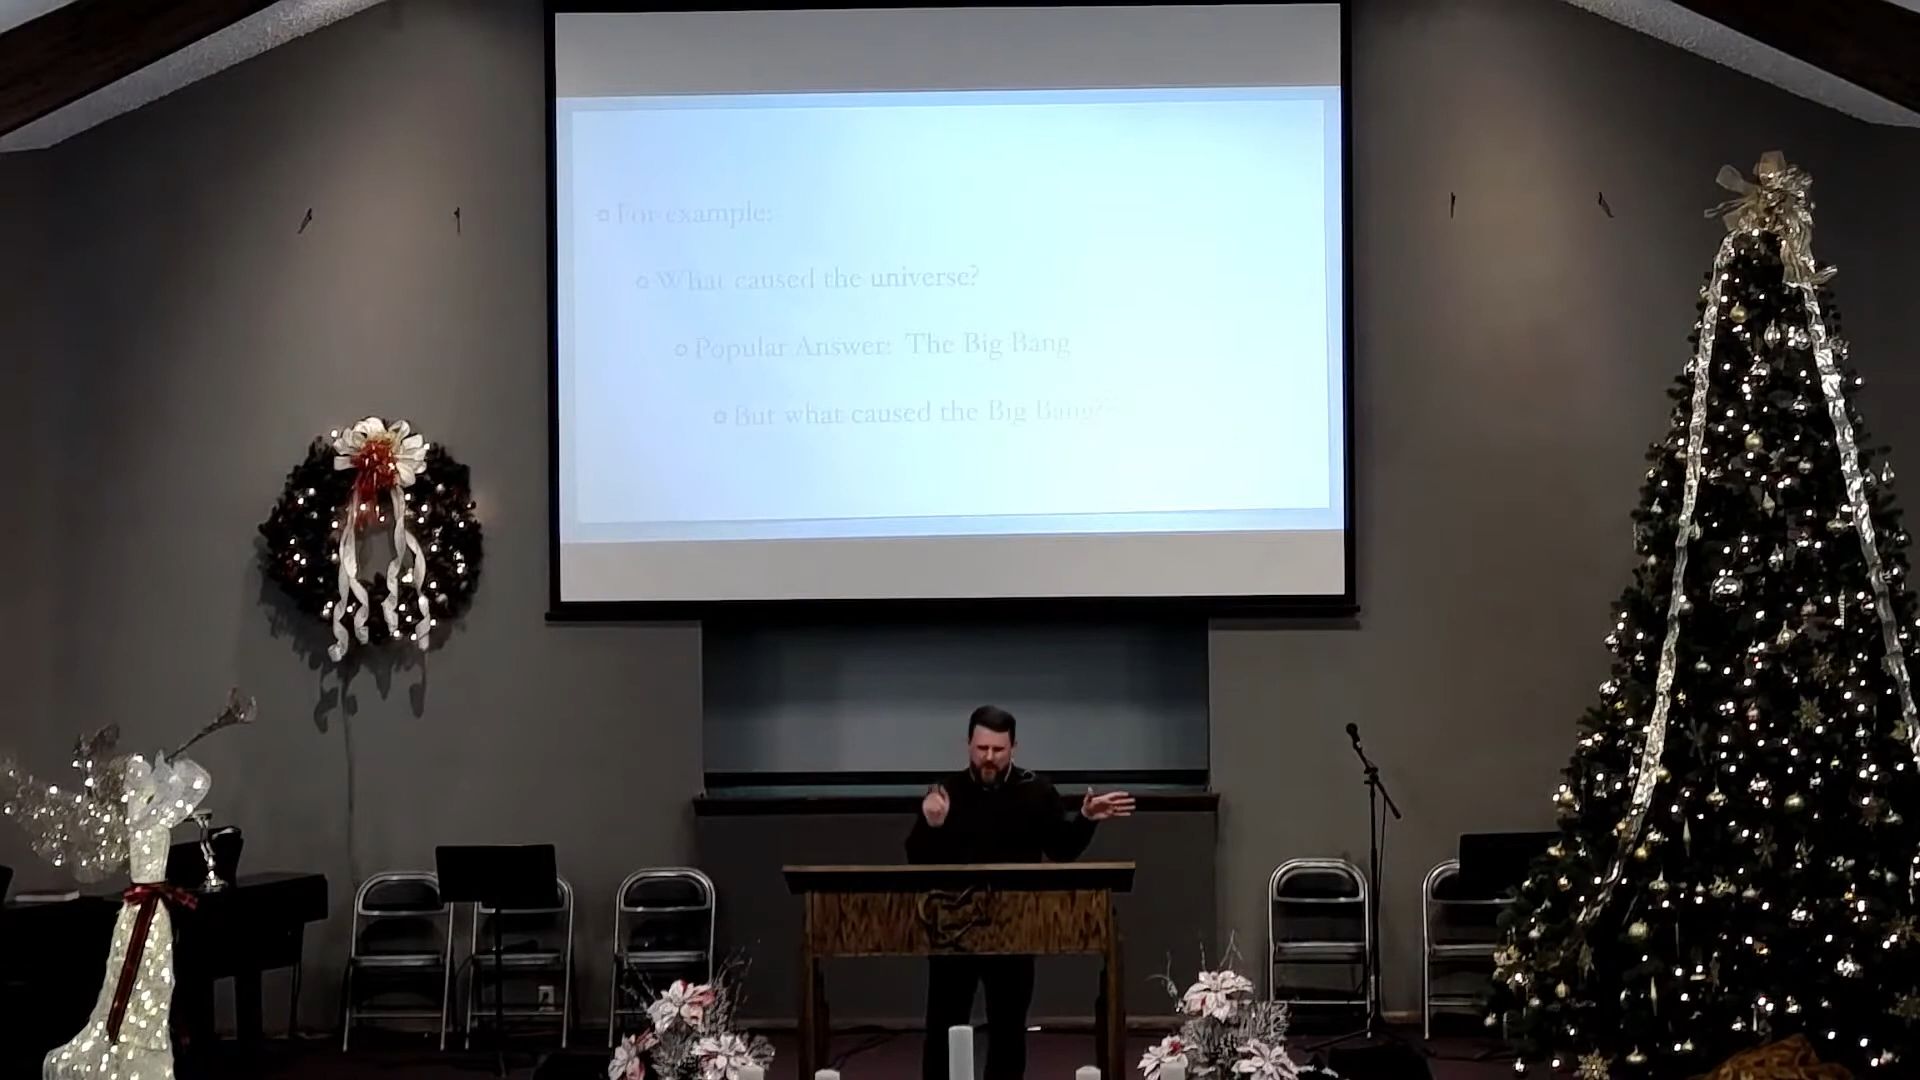 For example:
What caused the universe?
Popular Answer: The Big Bang
But what caused the Big Bang?